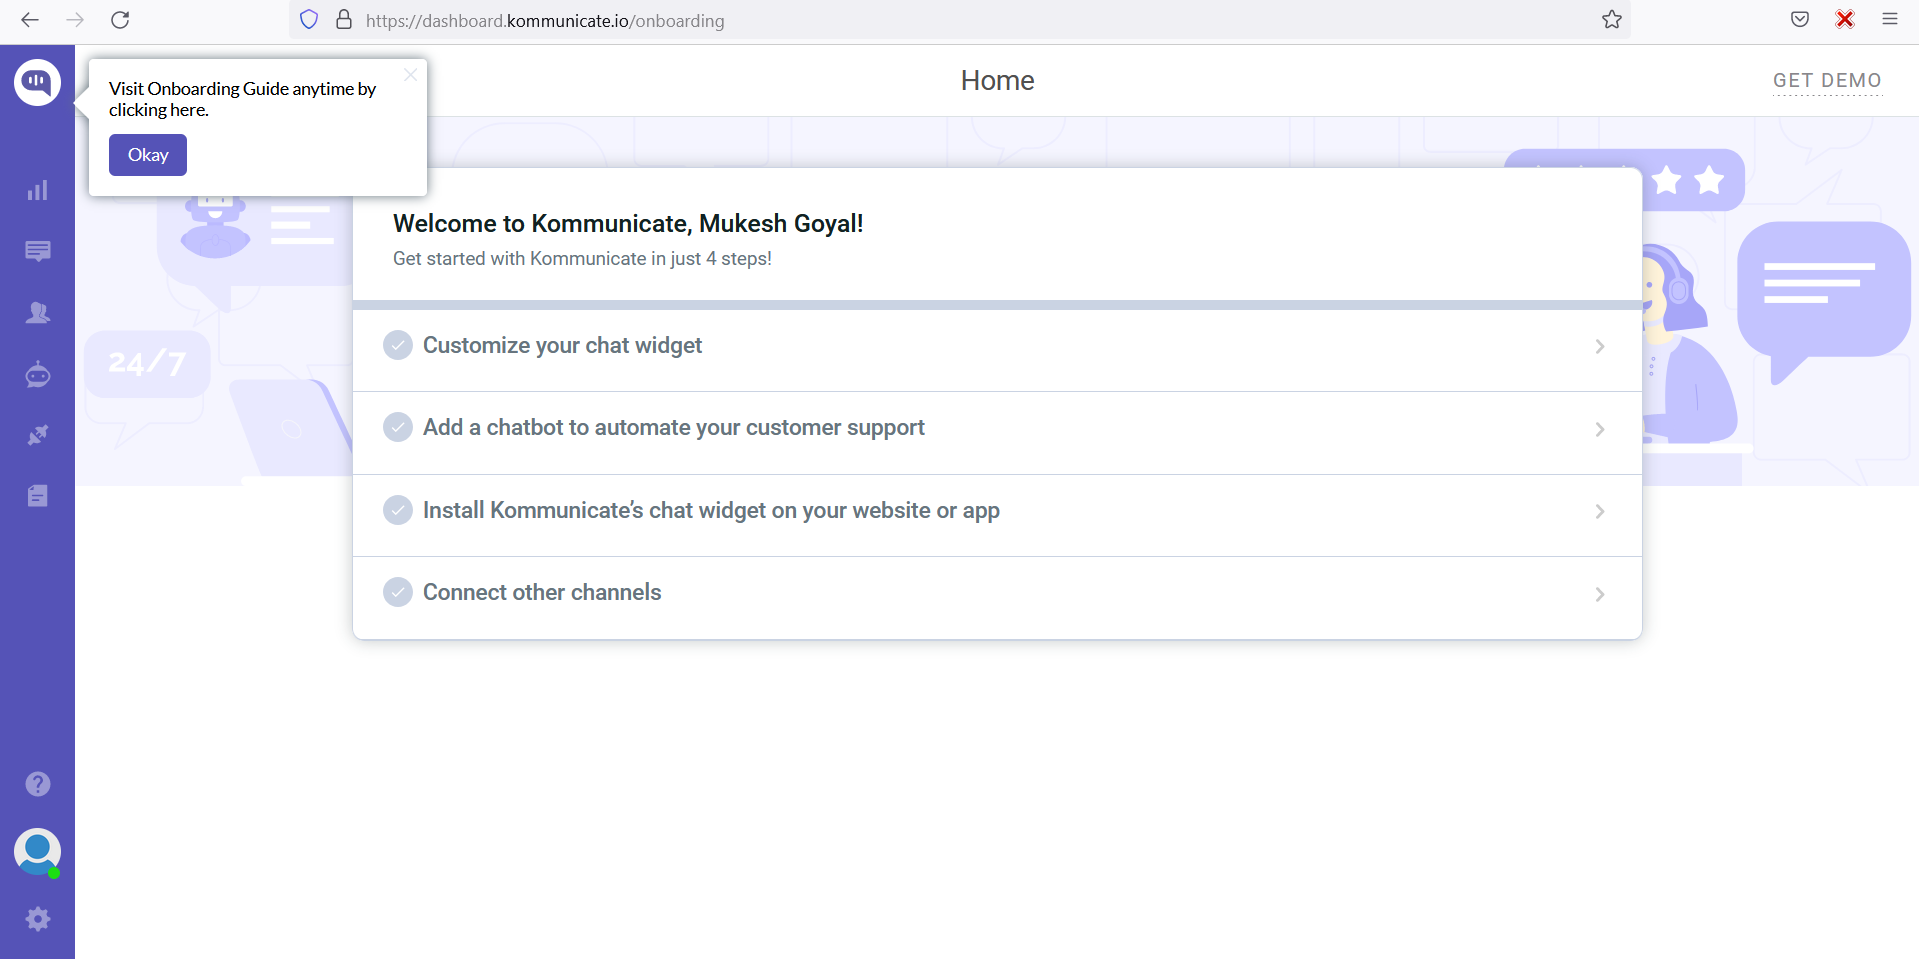 https://dashboard.kommunicate.io/onboarding
Visit Onboarding Guide anytime by
clicking here.
Okay
Home
GET DEMO
Welcome to Kommunicate, Mukesh Goyal!
Get started with Kommunicate in just 4 steps!
24/7
Customize your chat widget
Add a chatbot to automate your customer support
Install Kommunicate’s chat widget on your website or app
Connect other channels